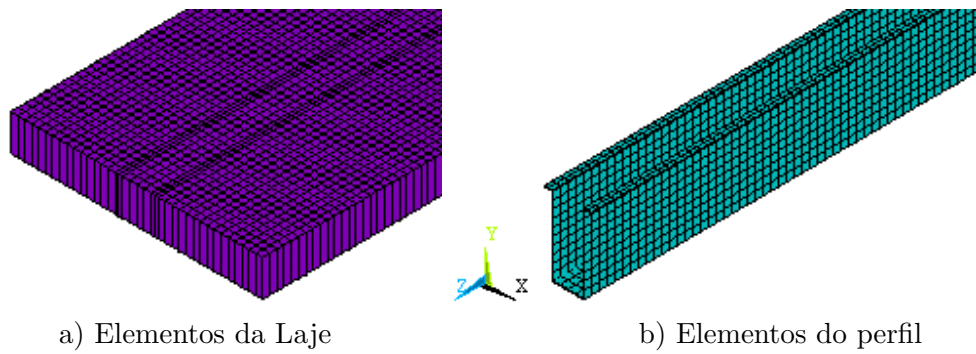 Y
Z
X
a) Elementos da Laje
b) Elementos do perfil